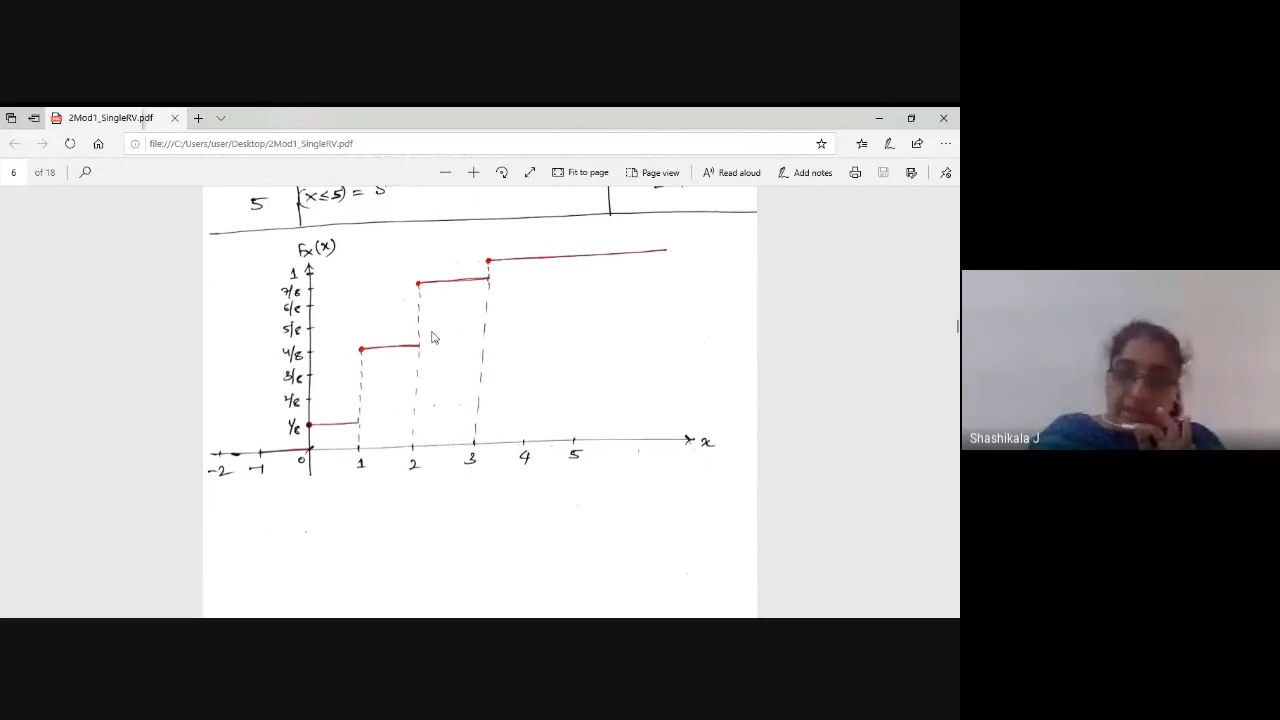 2Mod1_SingleRV.pdf
file:///C:/Users/user/Desktop/2Mod1_SingleRV.pdf
6 of 18
Fit to page
Page view
Read aloud
Add notes
5 (x≤5) = S
Fx(x)
1
7/8
6/8
5/8
4/8
3/8
2/8
1/8
-2 -1 0 1 2 3 4 5 x
Shashikala J